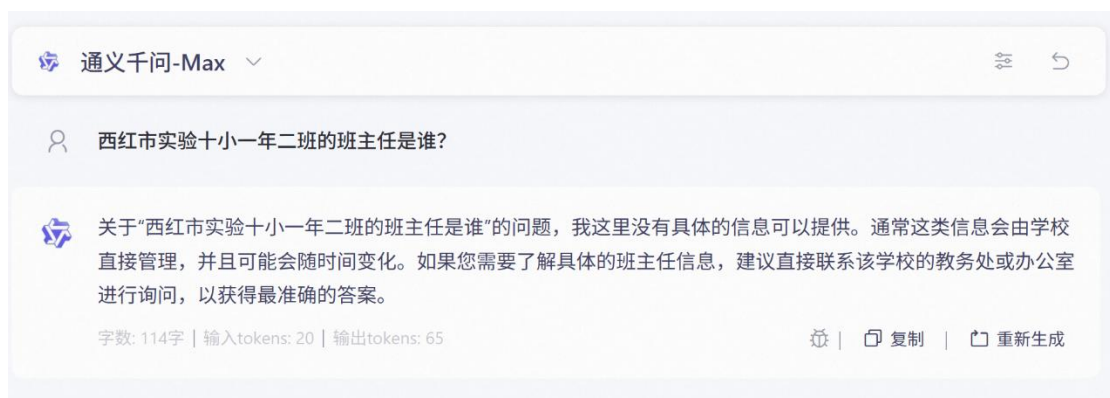 通义千问-Max
西红市实验十小一年二班的班主任是谁？
关于“西红市实验十小一年二班的班主任是谁”的问题，我这里没有具体的信息可以提供。通常这类信息会由学校
直接管理，并且可能会随时间变化。如果您需要了解具体的班主任信息，建议直接联系该学校的教务处或办公室
进行询问，以获得最准确的答案。
字数: 114字 | 输入tokens: 20 | 输出tokens: 65 | 复制 | 重新生成